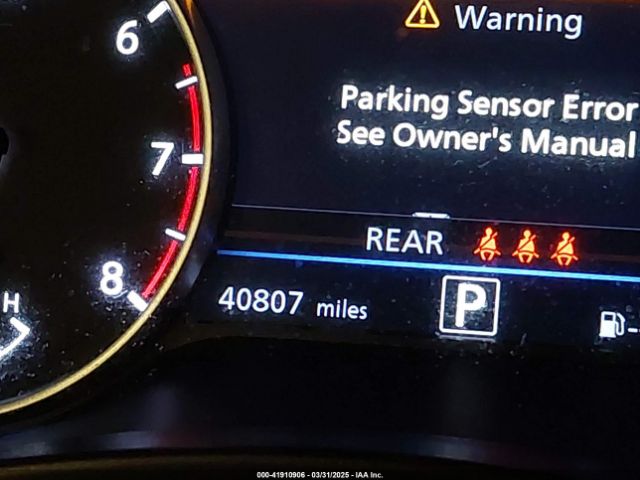 Warning
6
Parking Sensor Error
See Owner's Manual
7
REAR
8
40807 miles
P
H
000-41910906 - 03/31/2025 - IAA Inc.